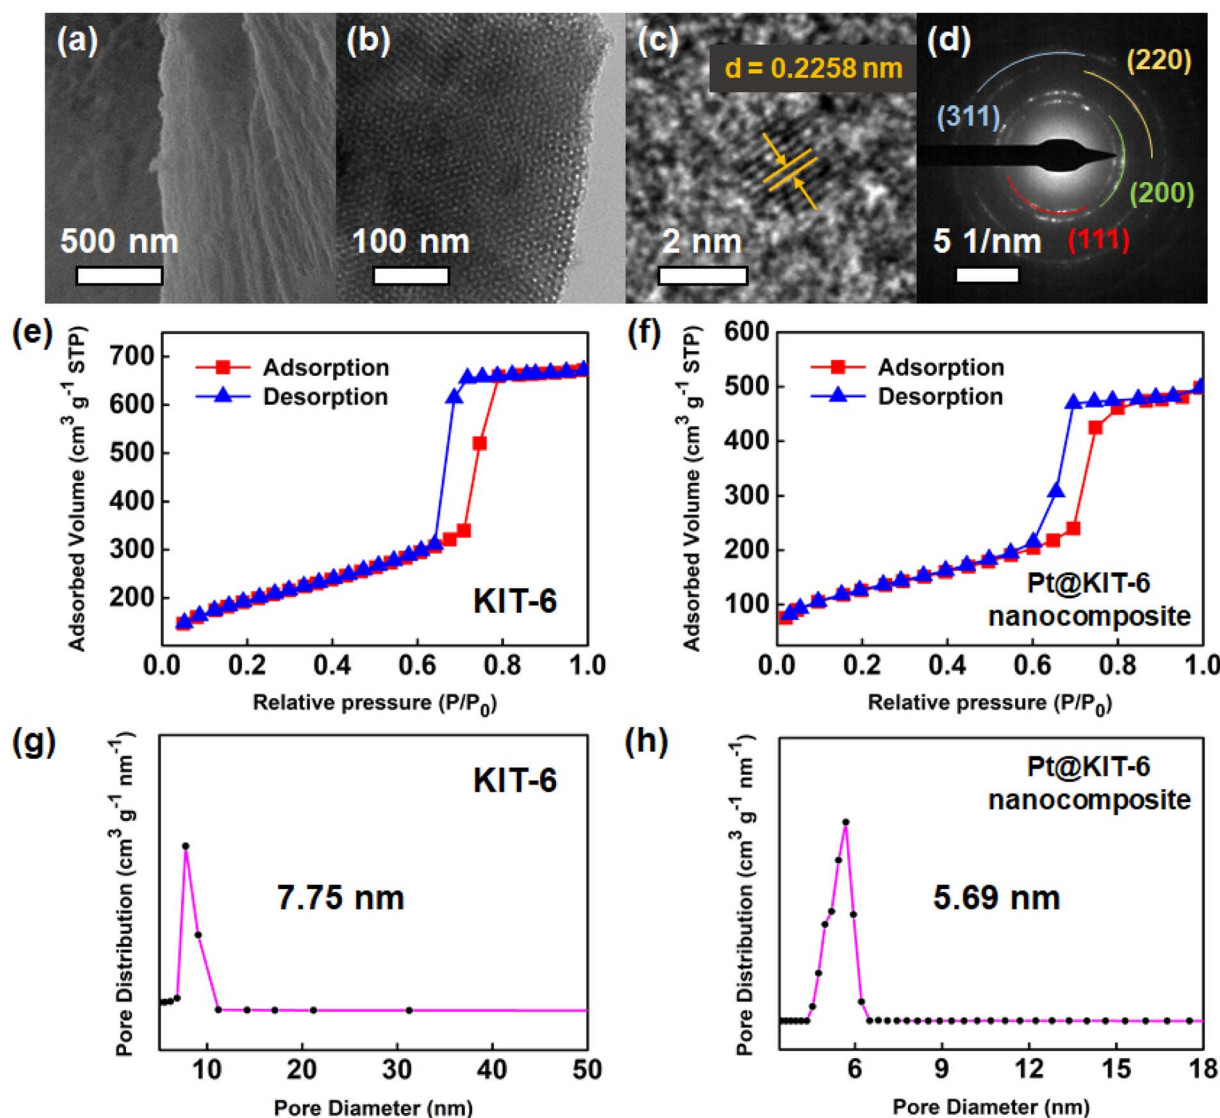 (a)
500 nm
(b)
100 nm
(c)
d = 0.2258 nm
2 nm
(d)
(220)
(311)
(200)
(111)
5 1/nm
(e)
Adsorbed Volume (cm³ g⁻¹ STP)
700
600
500
400
300
200
Adsorption
Desorption
KIT-6
0.0 0.2 0.4 0.6 0.8 1.0
Relative pressure (P/P₀)
(f)
Adsorbed Volume (cm³ g⁻¹ STP)
600
500
400
300
200
100
Adsorption
Desorption
Pt@KIT-6
nanocomposite
0.0 0.2 0.4 0.6 0.8 1.0
Relative pressure (P/P₀)
(g)
Pore Distribution (cm³ g⁻¹ nm⁻¹)
KIT-6
7.75 nm
10 20 30 40 50
Pore Diameter (nm)
(h)
Pore Distribution (cm³ g⁻¹ nm⁻¹)
Pt@KIT-6
nanocomposite
5.69 nm
6 9 12 15 18
Pore Diameter (nm)